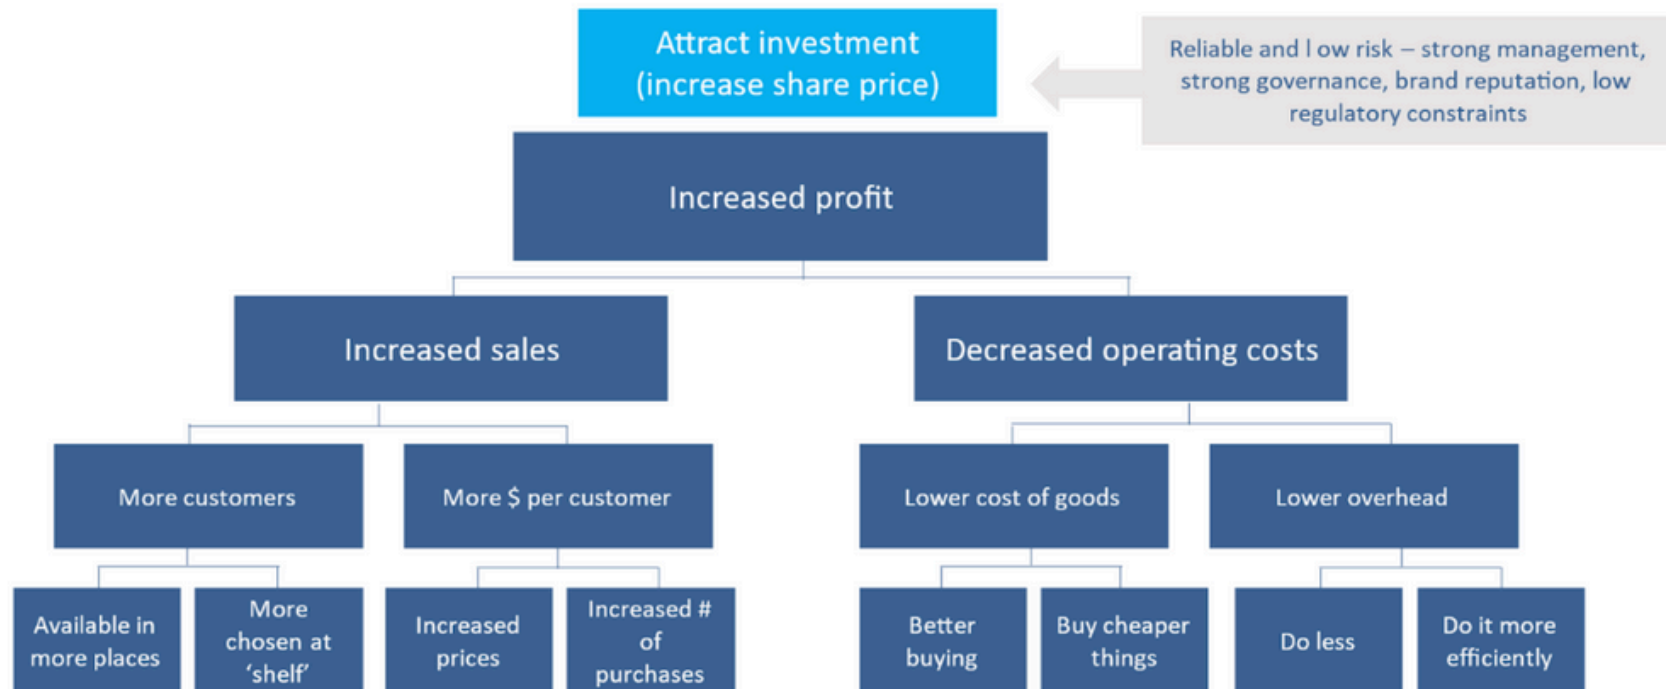 Attract investment
(increase share price)
Reliable and l ow risk – strong management,
strong governance, brand reputation, low
regulatory constraints
Increased profit
Increased sales
Decreased operating costs
More customers
More $ per customer
Lower cost of goods
Lower overhead
Available in
more places
More
chosen at
‘shelf’
Increased
prices
Increased #
of
purchases
Better
buying
Buy cheaper
things
Do less
Do it more
efficiently